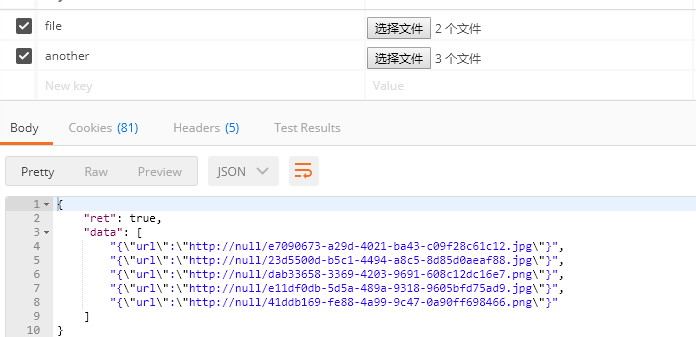 file 选择文件 2 个文件
another 选择文件 3 个文件
New key Value
Body Cookies (81) Headers (5) Test Results
Pretty Raw Preview JSON
1 {
2 "ret": true,
3 "data": [
4 "{\"url\":\"http://null/e7090673-a29d-4021-ba43-c09f28c61c12.jpg\"}",
5 "{\"url\":\"http://null/23d5500d-b5c1-4494-a8c5-8d85d0aeaf88.jpg\"}",
6 "{\"url\":\"http://null/dab33658-3369-4203-9691-608c12dc16e7.png\"}",
7 "{\"url\":\"http://null/e11df0db-5d5a-489a-9318-9605bfd75ad9.jpg\"}",
8 "{\"url\":\"http://null/41ddb169-fe88-4a99-9c47-0a90ff698466.png\"}"
9 ]
10 }